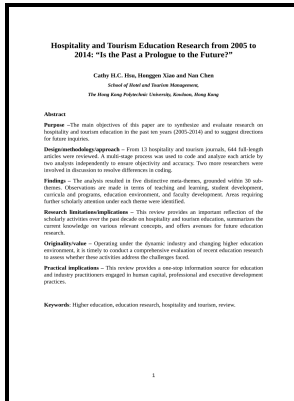 Hospitality and Tourism Education Research from 2005 to
2014: “Is the Past a Prologue to the Future?”
Cathy H.C. Hsu, Honggen Xiao and Nan Chen
School of Hotel and Tourism Management,
The Hong Kong Polytechnic University, Kowloon, Hong Kong
Abstract
Purpose –The main objectives of this paper are to synthesize and evaluate research on
hospitality and tourism education in the past ten years (2005-2014) and to suggest directions
for future inquiries.
Design/methodology/approach – From 13 hospitality and tourism journals, 644 full-length
articles were reviewed. A multi-stage process was used to code and analyze each article by
two analysts independently to ensure objectivity and accuracy. Two more researchers were
involved in discussion to resolve differences in coding.
Findings – The analysis resulted in five distinctive meta-themes, grounded within 30 sub-
themes. Observations are made in terms of teaching and learning, student development,
curricula and programs, education environment, and faculty development. Areas requiring
further scholarly attention under each theme were identified.
Research limitations/implications – This review provides an important reflection of the
scholarly activities over the past decade on hospitality and tourism education, summarizes the
current knowledge on various relevant concepts, and offers avenues for future education
research.
Originality/value – Operating under the dynamic industry and changing higher education
environment, it is timely to conduct a comprehensive evaluation of recent education research
to assess whether these activities address the challenges faced.
Practical implications – This review provides a one-stop information source for education
and industry practitioners engaged in human capital, professional and executive development
practices.
Keywords: Higher education, education research, hospitality and tourism, review.
1